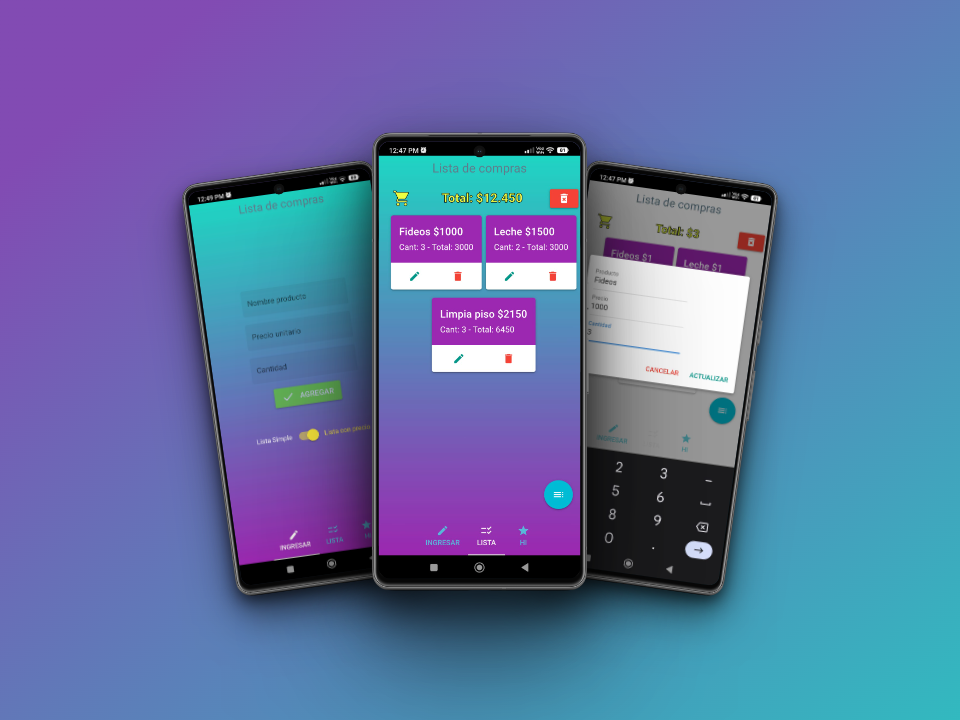 12:49 PM
Lista de compras
Nombre producto
Precio unitario
Cantidad
AGREGAR
Lista Simple
Lista con precio
INGRESAR
LISTA
HI
12:47 PM
Lista de compras
Total: $12.450
Fideos $1000
Cant: 3 - Total: 3000
Leche $1500
Cant: 2 - Total: 3000
Limpia piso $2150
Cant: 3 - Total: 6450
INGRESAR
LISTA
HI
12:47 PM
Lista de compras
Total: $3
Fideos $1
Leche $1
Producto
Fideos
Precio
1000
Cantidad
3
CANCELAR
ACTUALIZAR
INGRESAR
HI
2 3 –
5 6
8 9
0 .